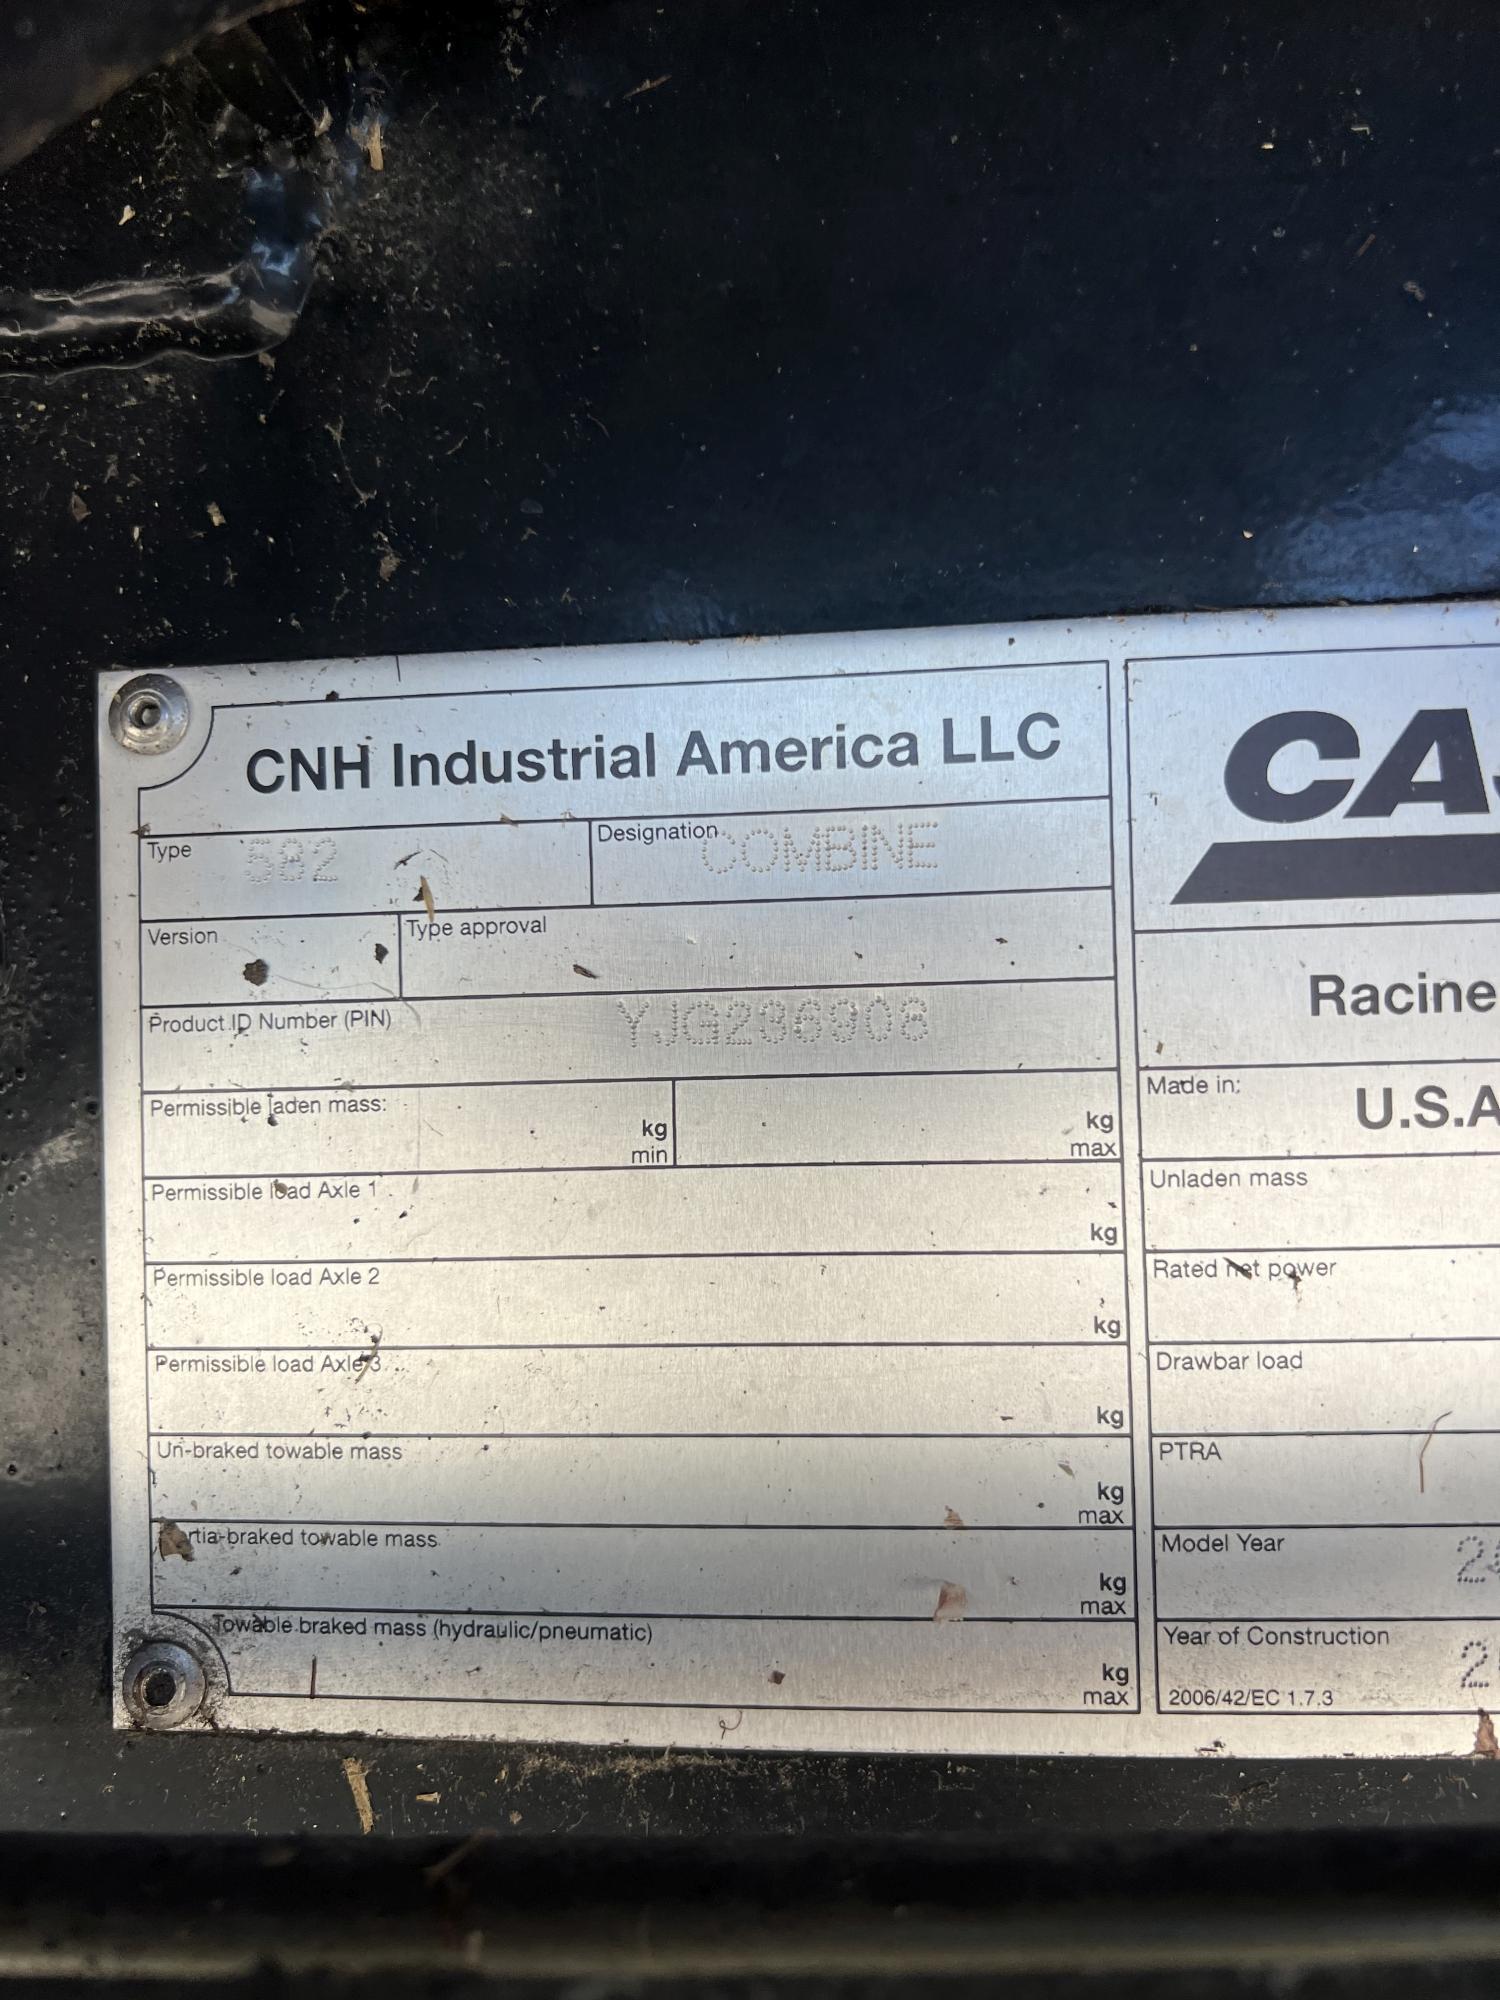 CNH Industrial America LLC
Type 582
Designation COMBINE
Version
Type approval
Product ID Number (PIN)
Permissible laden mass:
kg
min
kg
max
Permissible load Axle 1
kg
Permissible load Axle 2
kg
Permissible load Axle 3
kg
Un-braked towable mass
kg
max
rtia-braked towable mass
kg
max
Towable braked mass (hydraulic/pneumatic)
kg
max
CA
Racine
Made in: U.S.A
Unladen mass
Rated net power
Drawbar load
PTRA
Model Year 2
Year of Construction 2
2006/42/EC 1.7.3